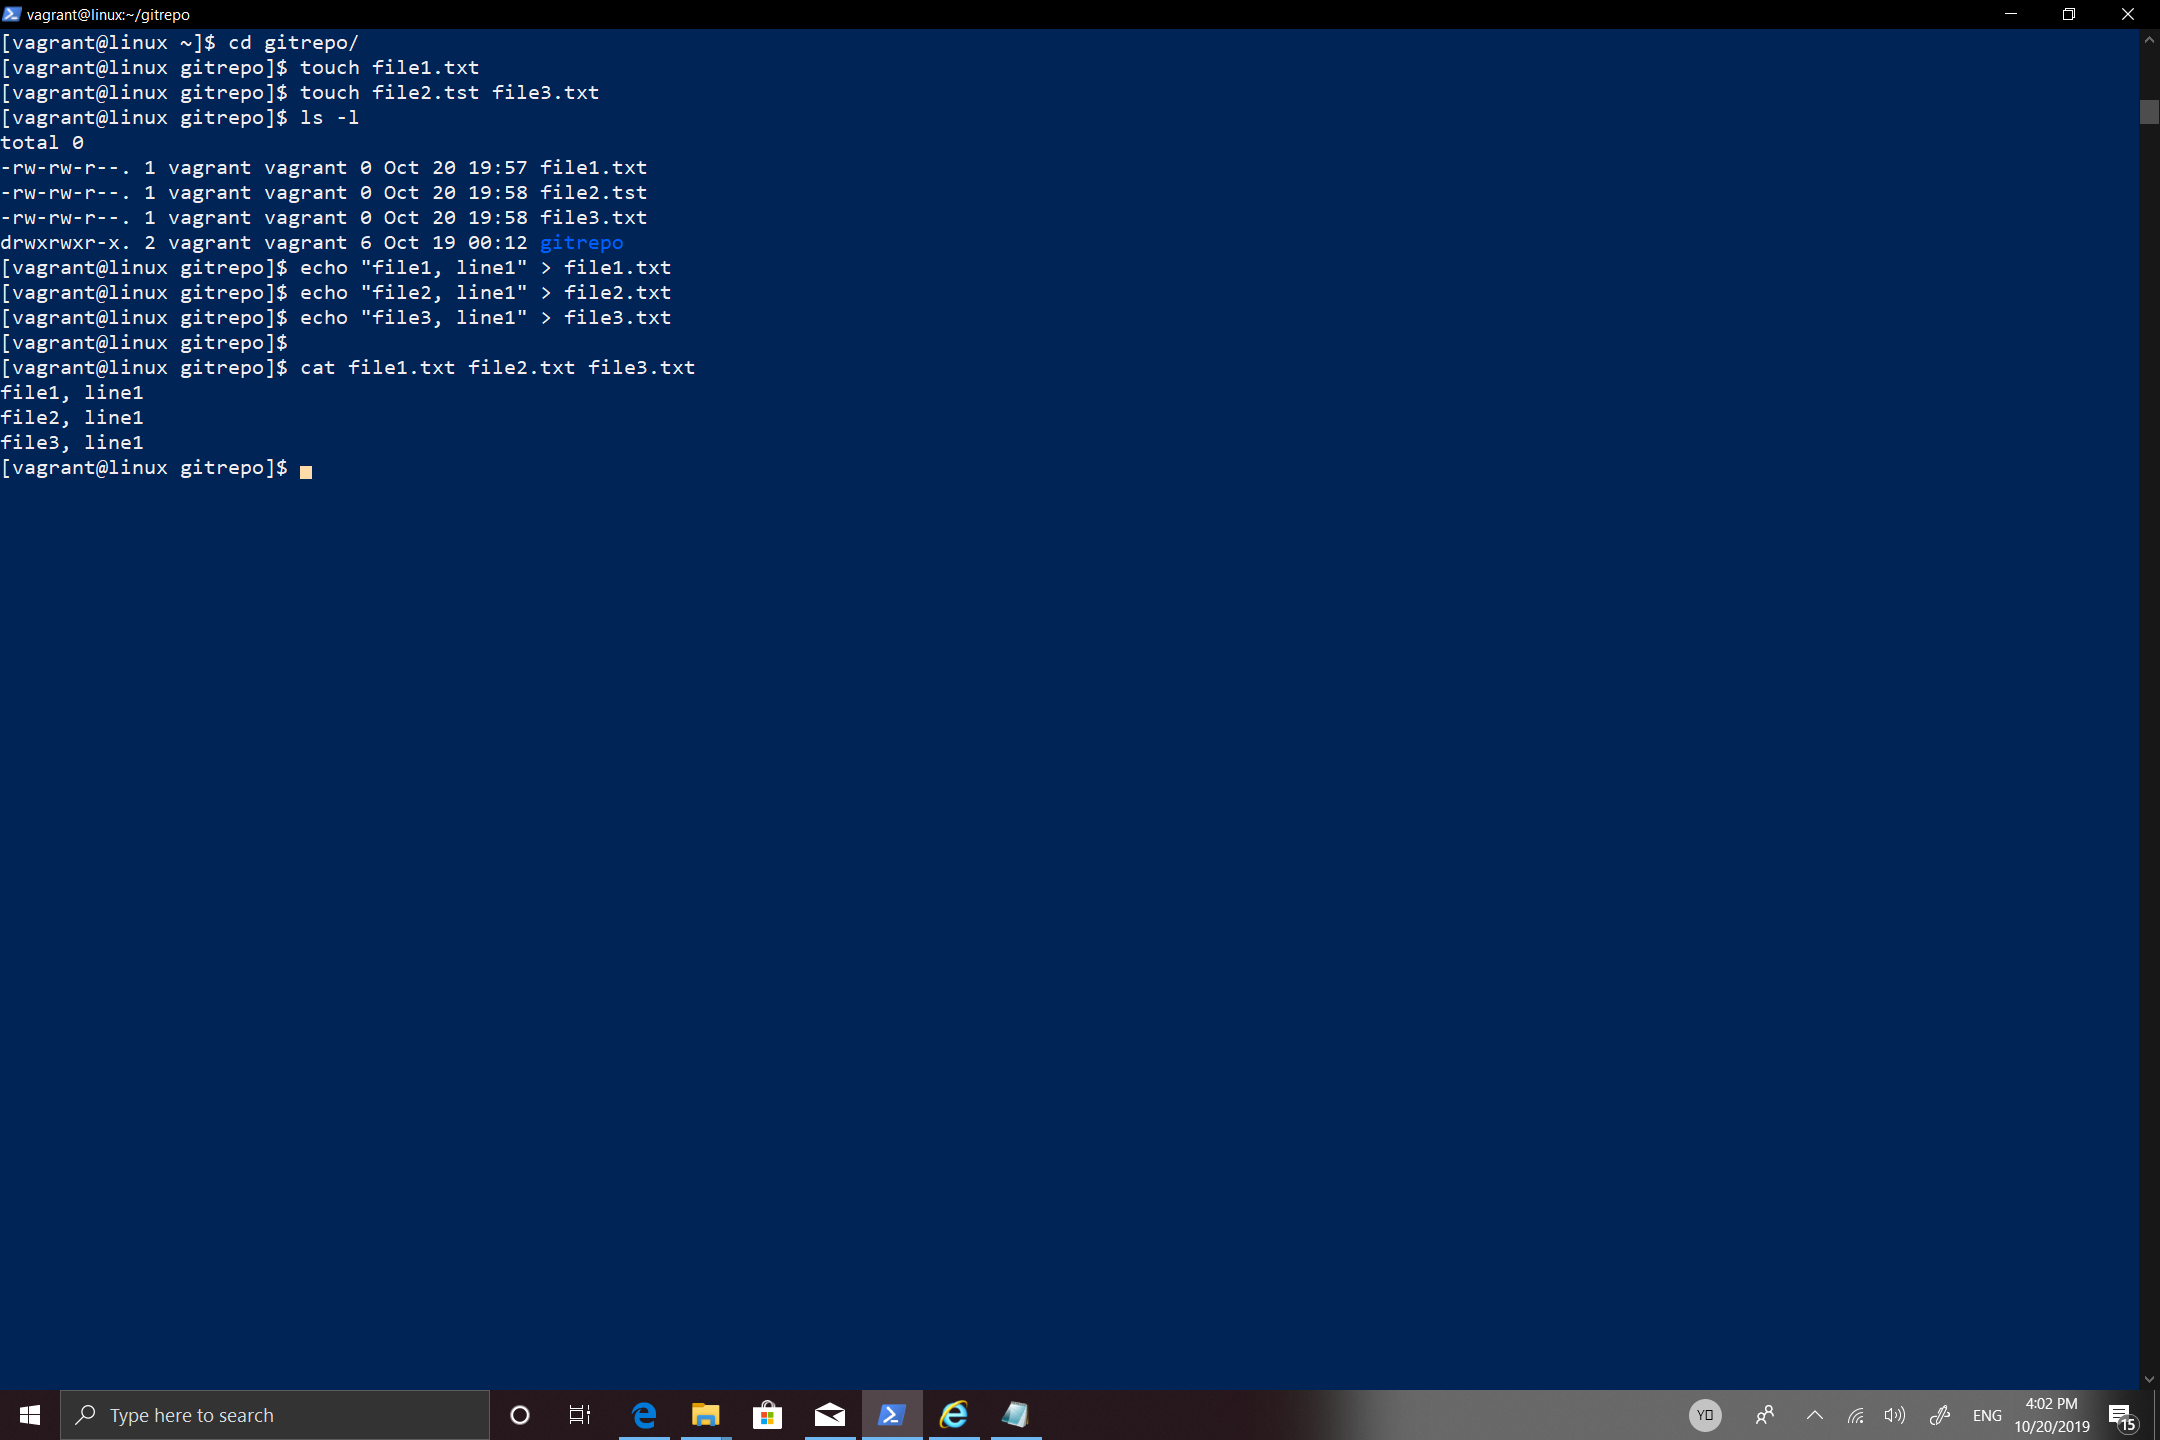 vagrant@linux:~/gitrepo
[vagrant@linux ~]$ cd gitrepo/
[vagrant@linux gitrepo]$ touch file1.txt
[vagrant@linux gitrepo]$ touch file2.tst file3.txt
[vagrant@linux gitrepo]$ ls -l
total 0
-rw-rw-r--. 1 vagrant vagrant 0 Oct 20 19:57 file1.txt
-rw-rw-r--. 1 vagrant vagrant 0 Oct 20 19:58 file2.tst
-rw-rw-r--. 1 vagrant vagrant 0 Oct 20 19:58 file3.txt
drwxrwxr-x. 2 vagrant vagrant 6 Oct 19 00:12 gitrepo
[vagrant@linux gitrepo]$ echo "file1, line1" > file1.txt
[vagrant@linux gitrepo]$ echo "file2, line1" > file2.txt
[vagrant@linux gitrepo]$ echo "file3, line1" > file3.txt
[vagrant@linux gitrepo]$
[vagrant@linux gitrepo]$ cat file1.txt file2.txt file3.txt
file1, line1
file2, line1
file3, line1
[vagrant@linux gitrepo]$
Type here to search
ENG
4:02 PM
10/20/2019
15